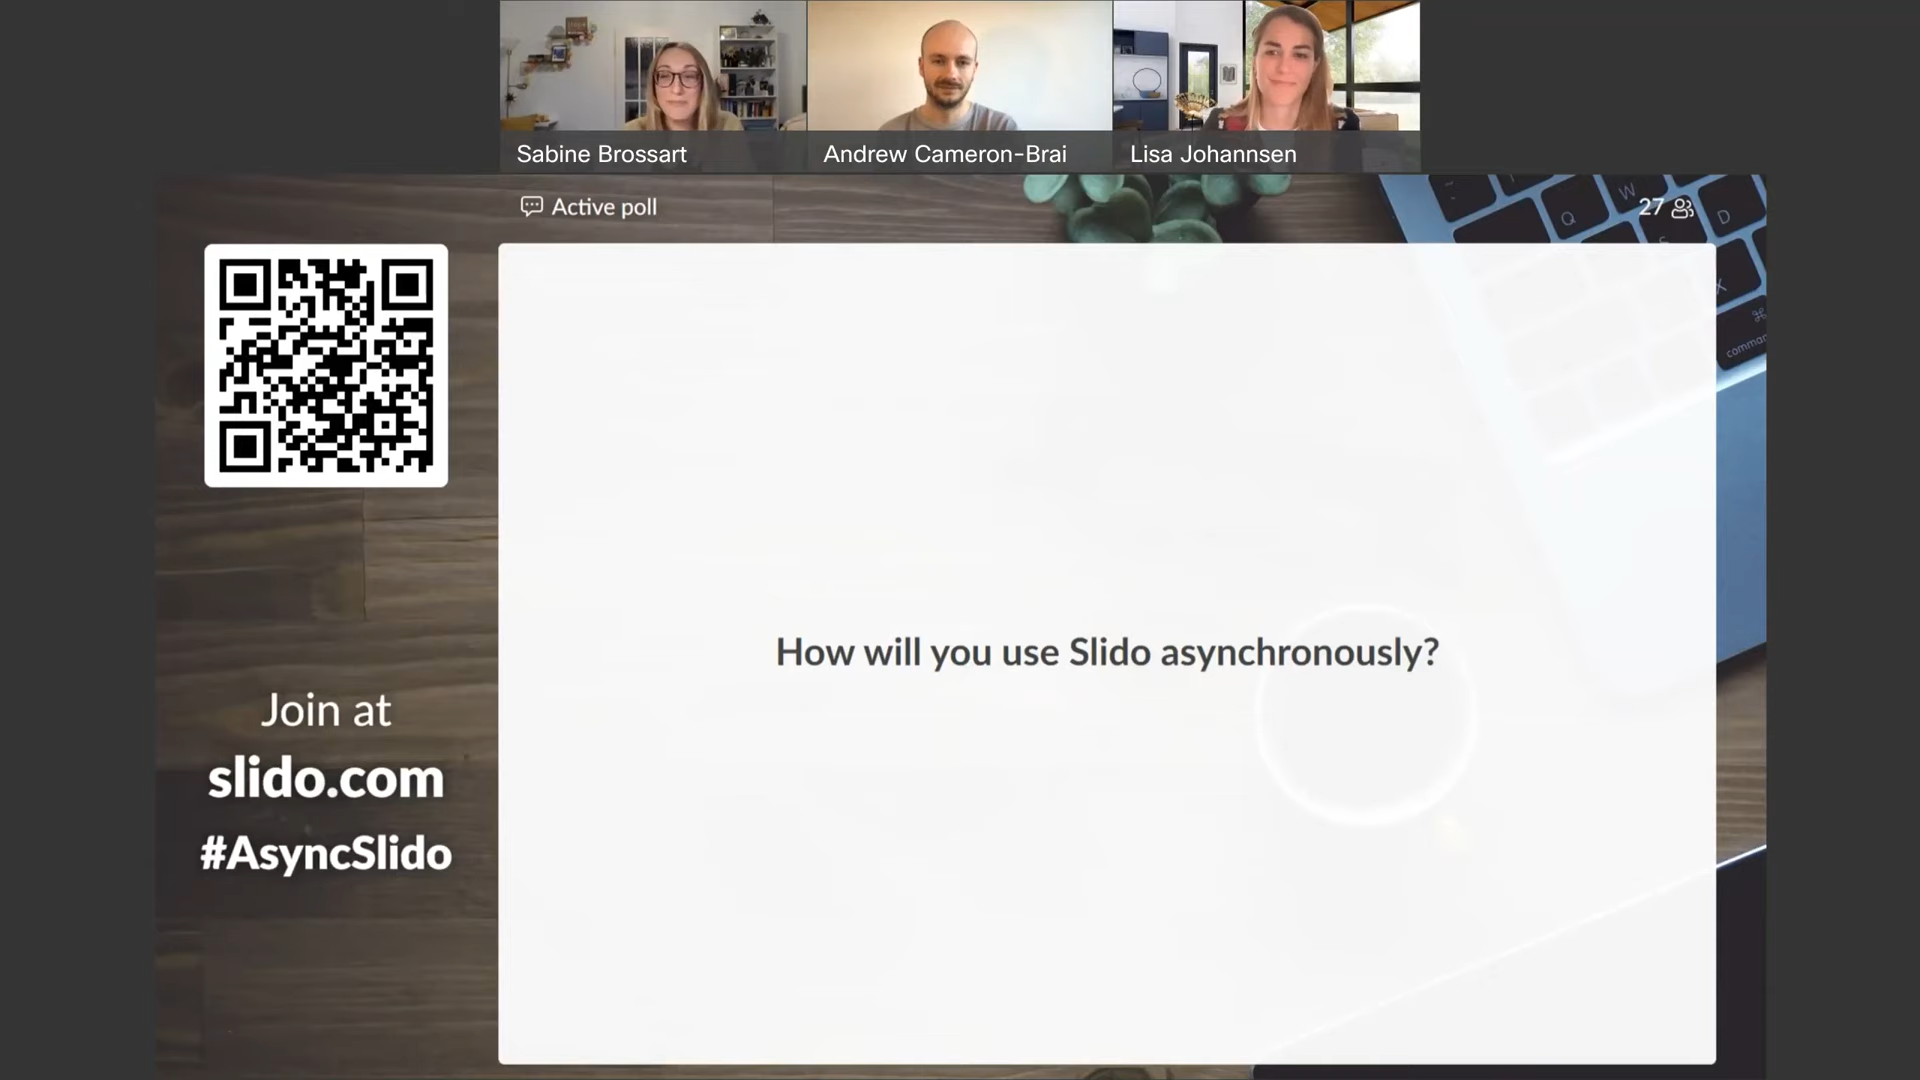 Sabine Brossart
Andrew Cameron-Brai
Lisa Johannsen
Active poll
27
Q
W
D
S
X
⌘
Join at
slido.com
#AsyncSlido
How will you use Slido asynchronously?